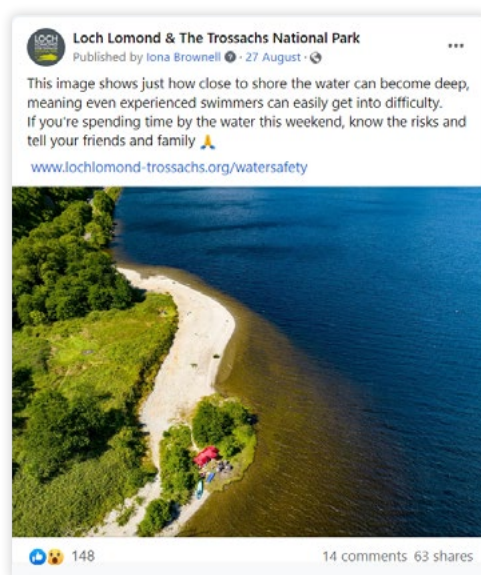 Loch Lomond & The Trossachs National Park
Published by Iona Brownell · 27 August ·
This image shows just how close to shore the water can become deep,
meaning even experienced swimmers can easily get into difficulty.
If you're spending time by the water this weekend, know the risks and
tell your friends and family 🙏
www.lochlomond-trossachs.org/watersafety
148
14 comments 63 shares